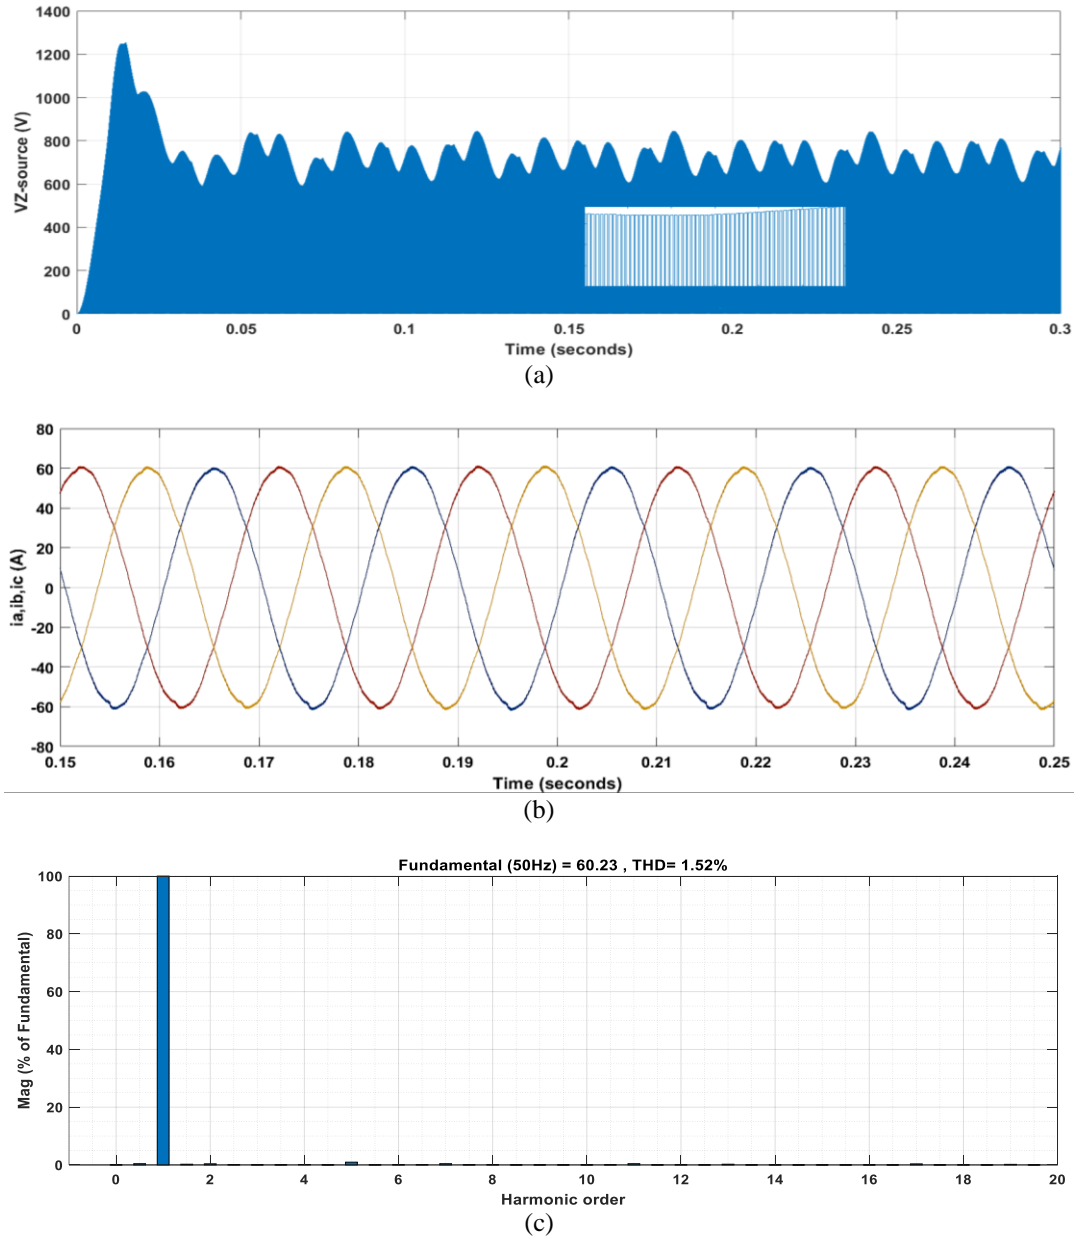 1400
1200
1000
800
600
400
200
0
VZ-source (V)
0 0.05 0.1 0.15 0.2 0.25 0.3
Time (seconds)
(a)
80
60
40
20
0
-20
-40
-60
-80
ia,ib,ic (A)
0.15 0.16 0.17 0.18 0.19 0.2 0.21 0.22 0.23 0.24 0.25
Time (seconds)
(b)
Fundamental (50Hz) = 60.23 , THD= 1.52%
100
80
60
40
20
0
Mag (% of Fundamental)
0 2 4 6 8 10 12 14 16 18 20
Harmonic order
(c)